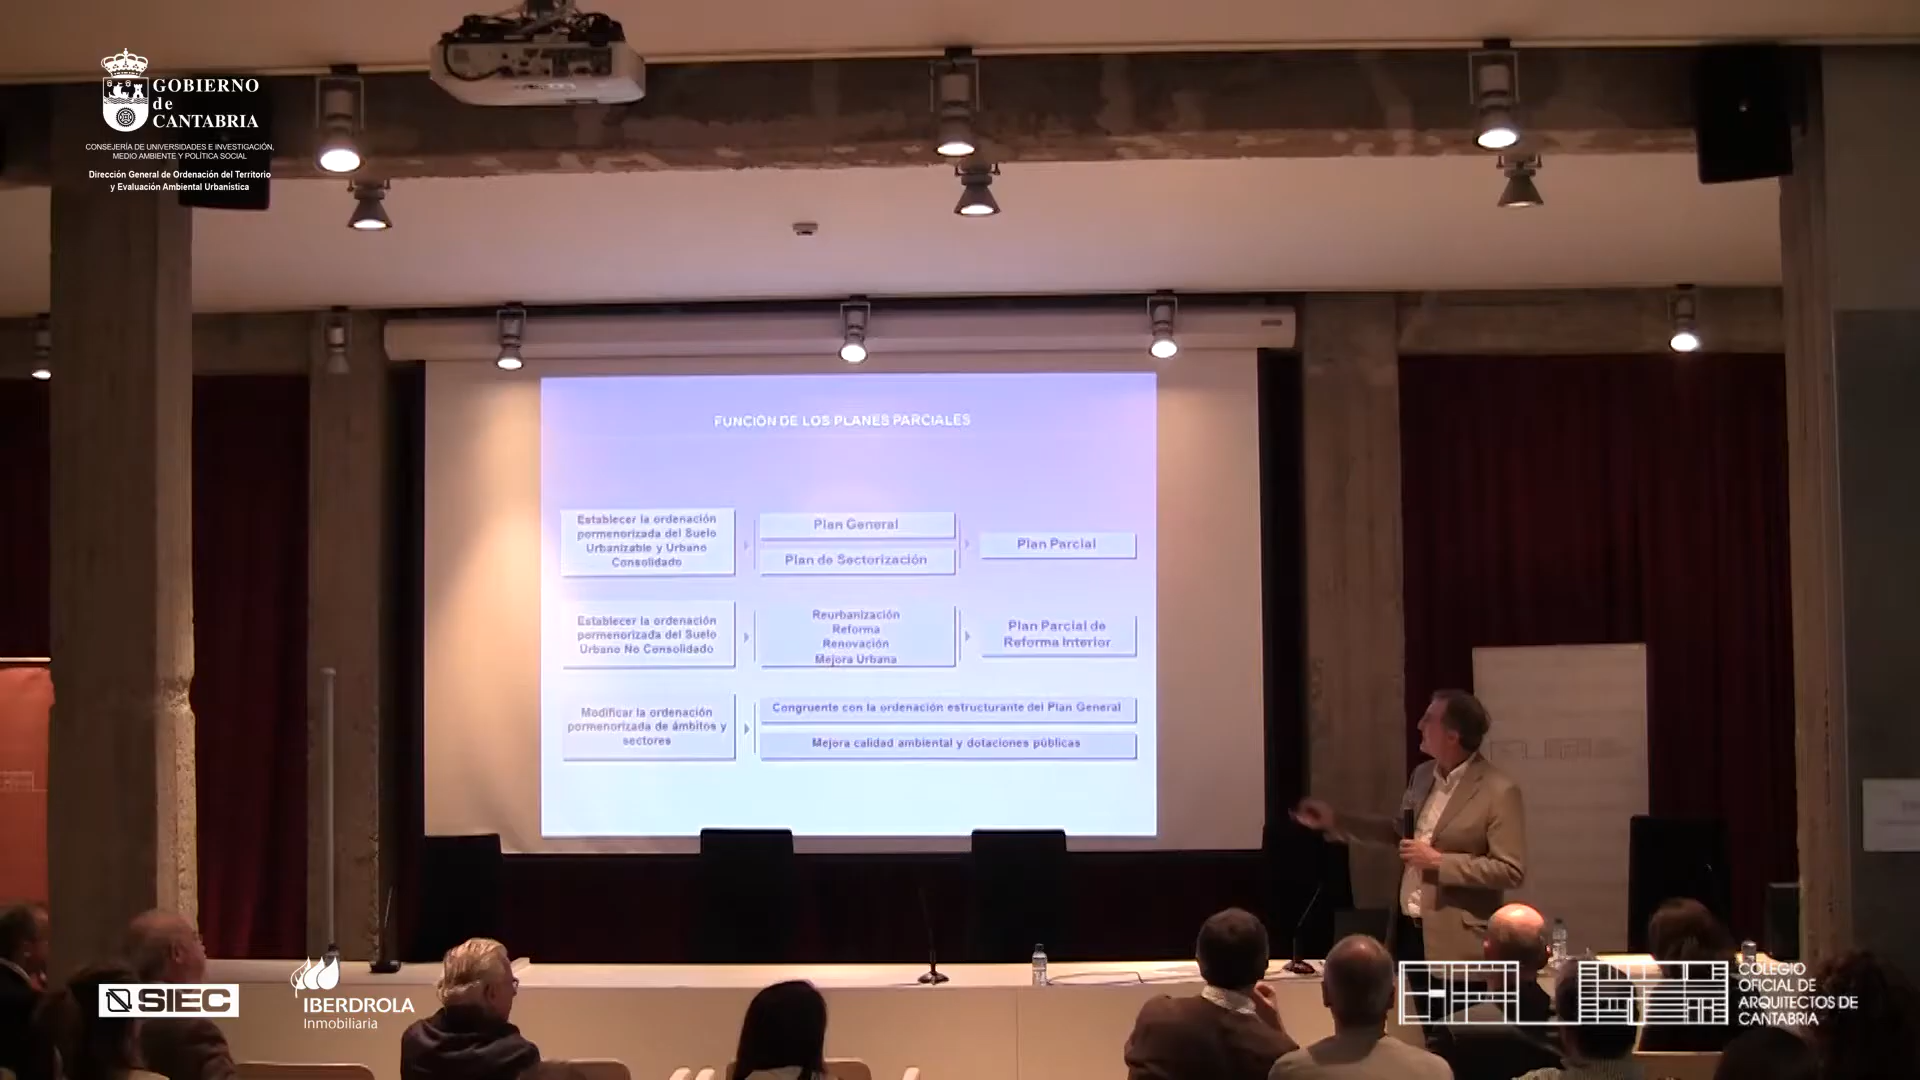 GOBIERNO
de
CANTABRIA
CONSEJERÍA DE UNIVERSIDADES E INVESTIGACIÓN,
MEDIO AMBIENTE Y POLÍTICA SOCIAL
Dirección General de Ordenación del Territorio
y Evaluación Ambiental Urbanística
FUNCIÓN DE LOS PLANES PARCIALES
Establecer la ordenación
pormenorizada del Suelo
Urbanizable y Urbano
Consolidado
Plan General
Plan de Sectorización
Plan Parcial
Establecer la ordenación
pormenorizada del Suelo
Urbano No Consolidado
Reurbanización
Reforma
Renovación
Mejora Urbana
Plan Parcial de
Reforma Interior
Modificar la ordenación
pormenorizada de ámbitos y
sectores
Congruente con la ordenación estructurante del Plan General
Mejora calidad ambiental y dotaciones públicas
SIEC
IBERDROLA
Inmobiliaria
COLEGIO
OFICIAL DE
ARQUITECTOS DE
CANTABRIA